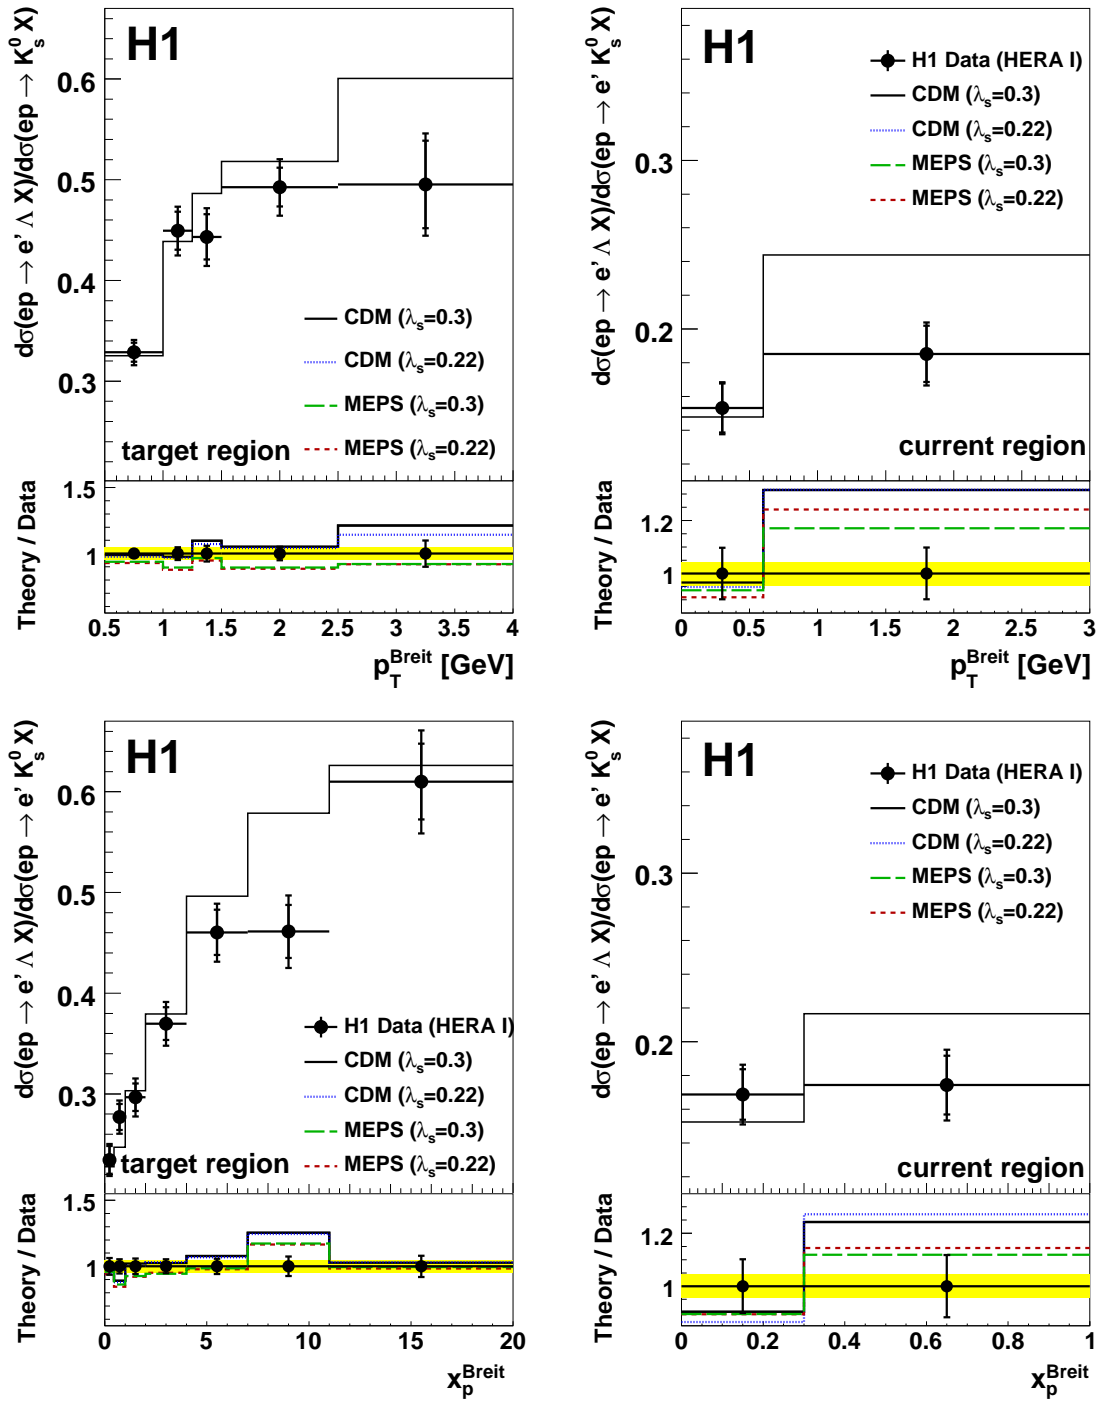 H1
dσ(ep → e' Λ X)/dσ(ep → K⁰ₛ X)
0.6
0.5
0.4
0.3
CDM (λₛ=0.3)
CDM (λₛ=0.22)
MEPS (λₛ=0.3)
MEPS (λₛ=0.22)
target region
Theory / Data
1.5
1
0.5 1 1.5 2 2.5 3 3.5 4
p_T^Breit [GeV]
H1
dσ(ep → e' Λ X)/dσ(ep → e' K⁰ₛ X)
H1 Data (HERA I)
CDM (λₛ=0.3)
CDM (λₛ=0.22)
MEPS (λₛ=0.3)
MEPS (λₛ=0.22)
0.3
0.2
current region
Theory / Data
1.2
1
0 0.5 1 1.5 2 2.5 3
p_T^Breit [GeV]
H1
dσ(ep → e' Λ X)/dσ(ep → e' K⁰ₛ X)
0.6
0.5
0.4
0.3
H1 Data (HERA I)
CDM (λₛ=0.3)
CDM (λₛ=0.22)
MEPS (λₛ=0.3)
MEPS (λₛ=0.22)
target region
Theory / Data
1.5
1
0 5 10 15 20
x_p^Breit
H1
dσ(ep → e' Λ X)/dσ(ep → e' K⁰ₛ X)
H1 Data (HERA I)
CDM (λₛ=0.3)
CDM (λₛ=0.22)
MEPS (λₛ=0.3)
MEPS (λₛ=0.22)
0.3
0.2
current region
Theory / Data
1.2
1
0 0.2 0.4 0.6 0.8 1
x_p^Breit